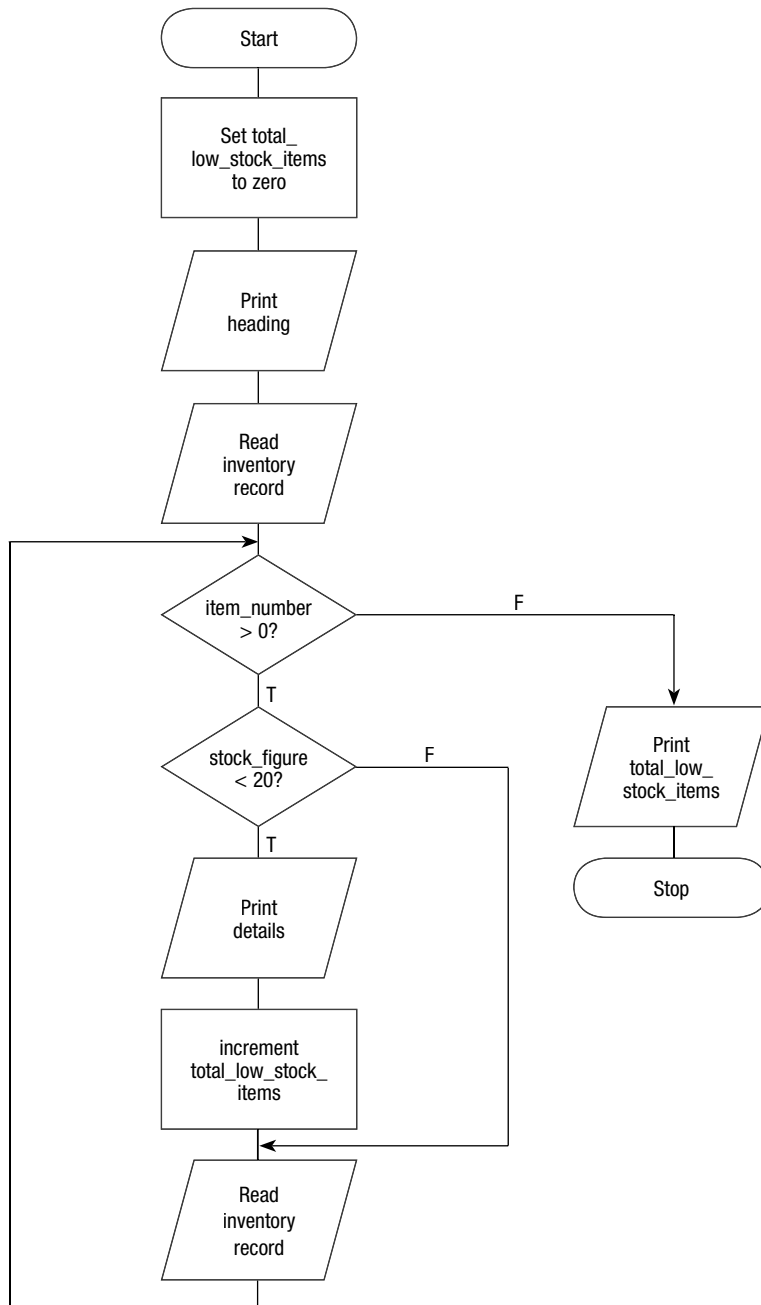 Start
Set total_
low_stock_items
to zero
Print
heading
Read
inventory
record
item_number
> 0?
F
T
stock_figure
< 20?
F
T
Print
total_low_
stock_items
Stop
Print
details
increment
total_low_stock_
items
Read
inventory
record